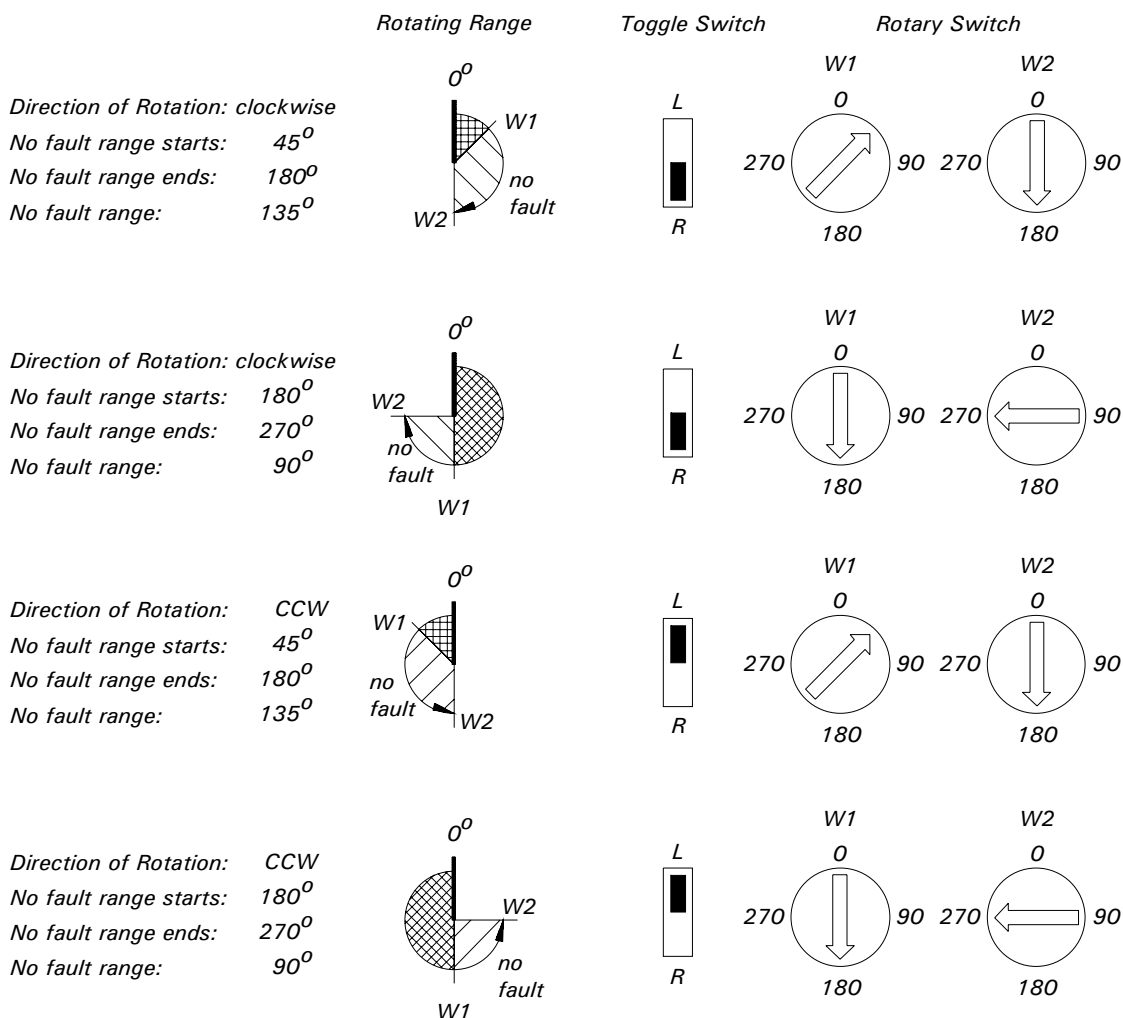 Rotating Range Toggle Switch Rotary Switch
W1 W2
0° L 0 0
Direction of Rotation: clockwise
No fault range starts: 45° W1 270 90 270 90
No fault range ends: 180° no
No fault range: 135° W2 fault R 180 180
W1 W2
0° L 0 0
Direction of Rotation: clockwise
No fault range starts: 180° W2 270 90 270 90
No fault range ends: 270° no
No fault range: 90° fault R 180 180
W1
W1 W2
0° L 0 0
Direction of Rotation: CCW W1
No fault range starts: 45° 270 90 270 90
No fault range ends: 180° no
No fault range: 135° fault W2 R 180 180
W1 W2
0° L 0 0
Direction of Rotation: CCW
No fault range starts: 180° W2 270 90 270 90
No fault range ends: 270° no
No fault range: 90° fault R 180 180
W1